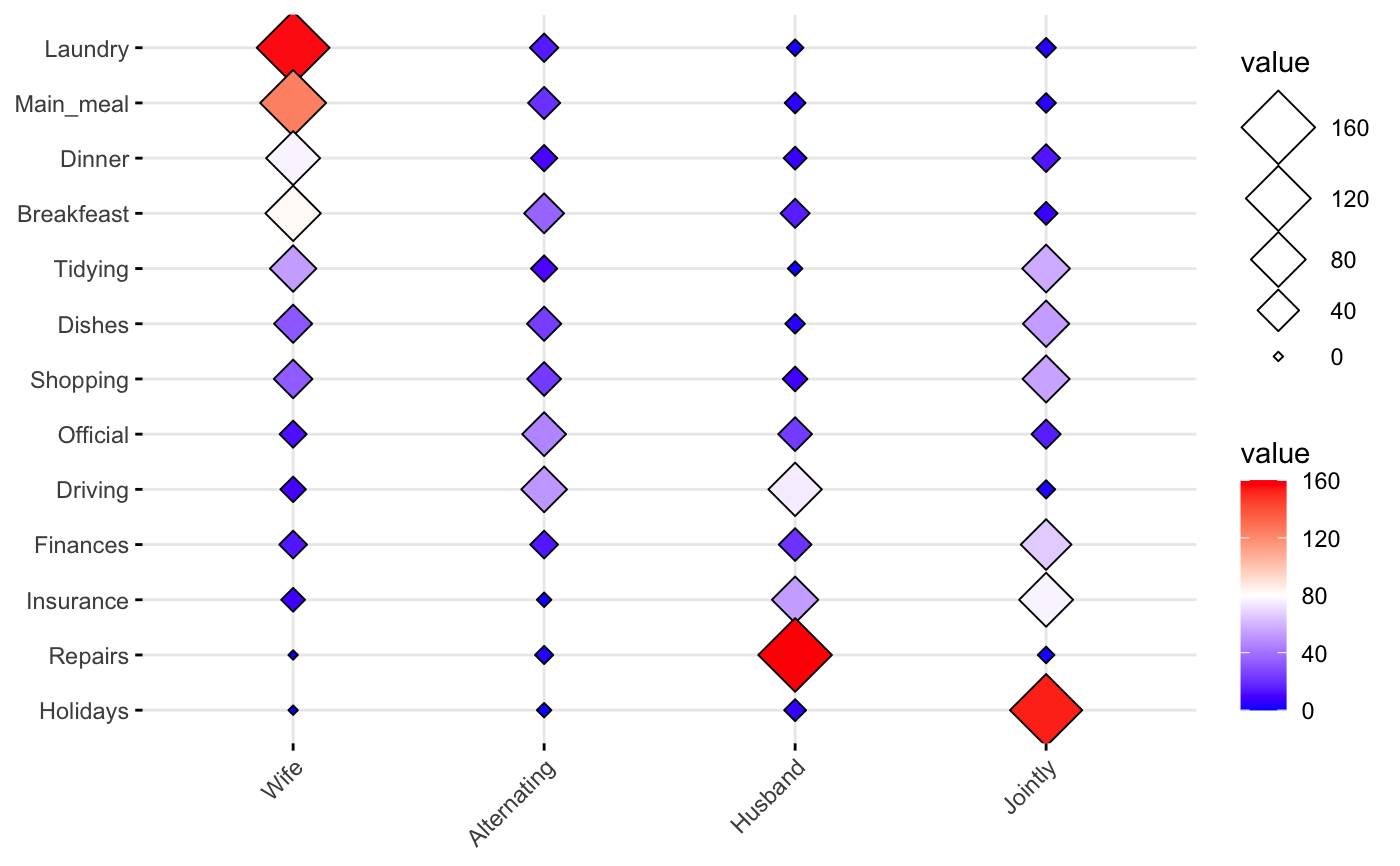 Laundry
Main_meal
Dinner
Breakfeast
Tidying
Dishes
Shopping
Official
Driving
Finances
Insurance
Repairs
Holidays
Wife
Alternating
Husband
Jointly
value
160
120
80
40
0
value
160
120
80
40
0